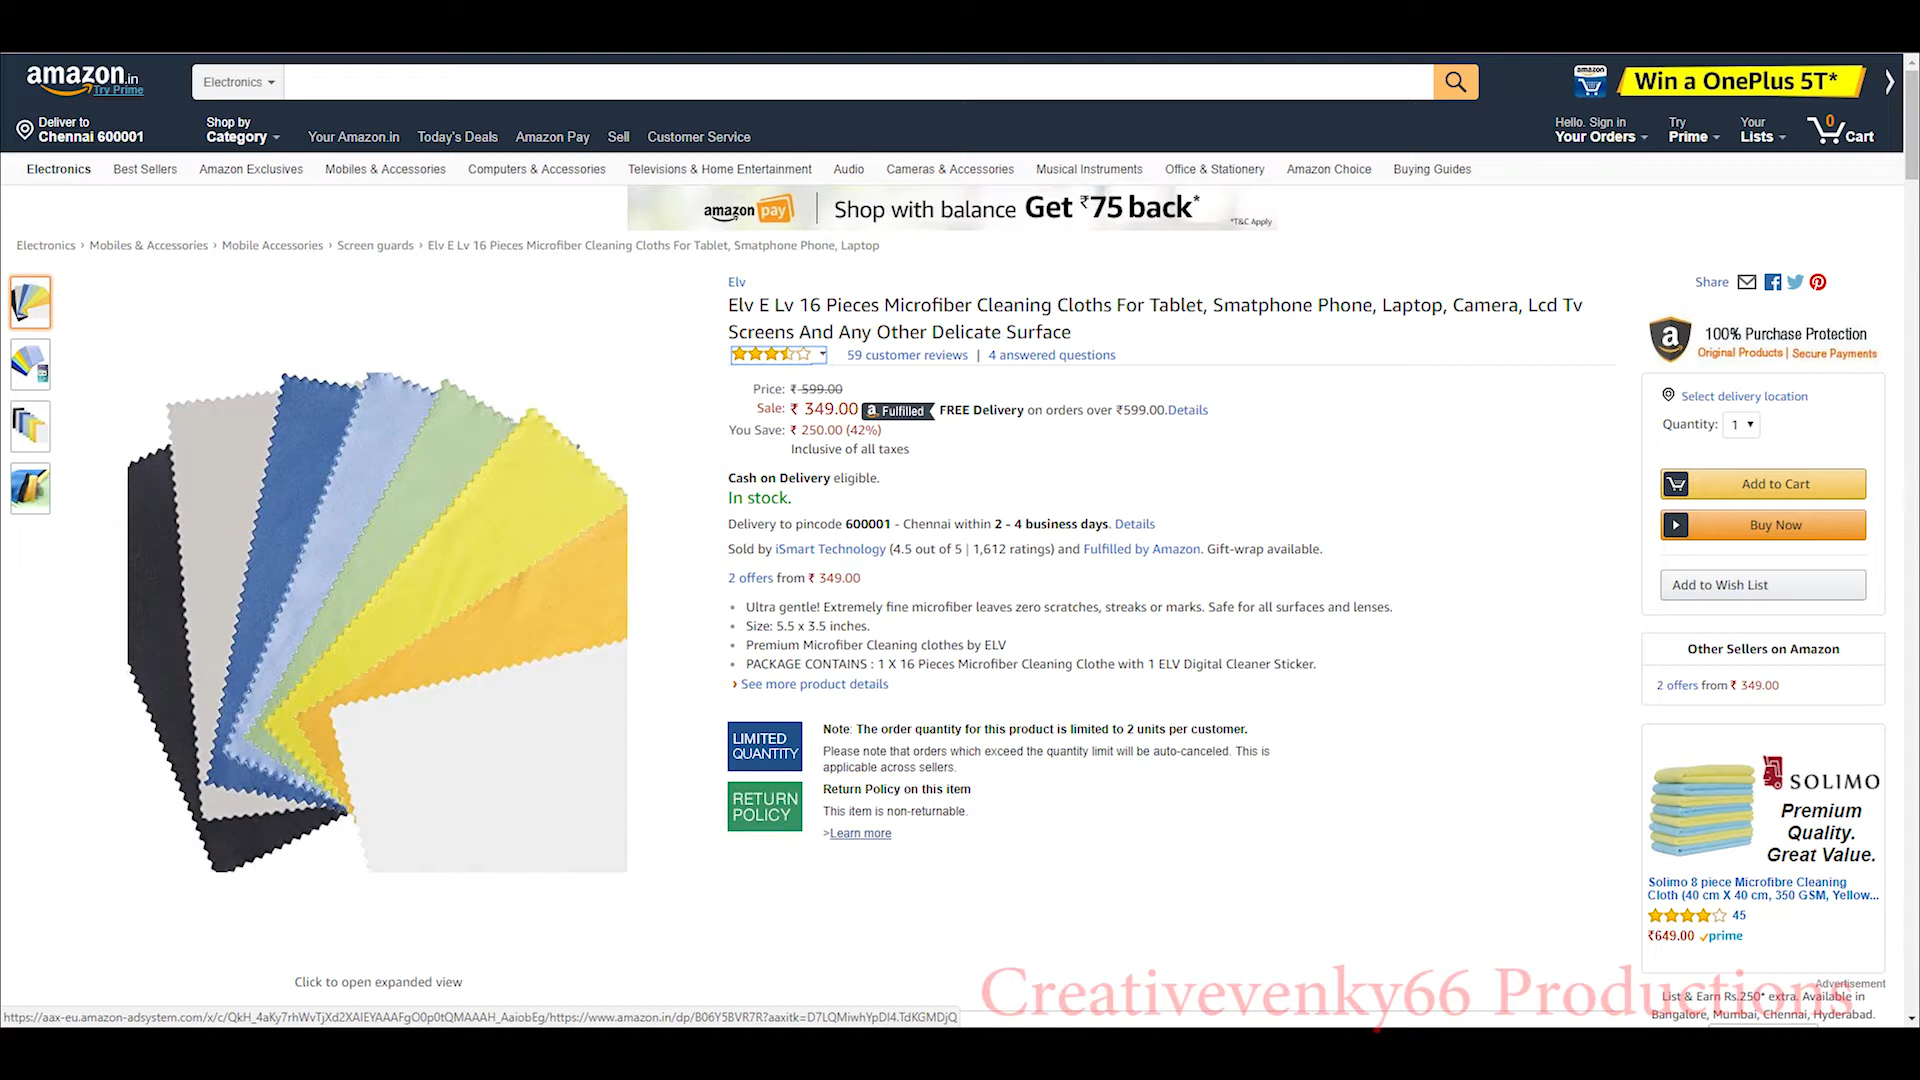 amazon.in
Try Prime
Electronics
amazon
Win a OnePlus 5T*
Deliver to
Chennai 600001
Shop by
Category
Your Amazon.in
Today's Deals
Amazon Pay
Sell
Customer Service
Hello. Sign in
Your Orders
Try
Prime
Your
Lists
0
Cart
Electronics Best Sellers Amazon Exclusives Mobiles & Accessories Computers & Accessories Televisions & Home Entertainment Audio Cameras & Accessories Musical Instruments Office & Stationery Amazon Choice Buying Guides
amazon pay Shop with balance Get ₹75 back*
*T&C Apply
Electronics › Mobiles & Accessories › Mobile Accessories › Screen guards › Elv E Lv 16 Pieces Microfiber Cleaning Cloths For Tablet, Smatphone Phone, Laptop
Elv
Elv E Lv 16 Pieces Microfiber Cleaning Cloths For Tablet, Smatphone Phone, Laptop, Camera, Lcd Tv
Screens And Any Other Delicate Surface
59 customer reviews | 4 answered questions
Price: ₹ 599.00
Sale: ₹ 349.00 a Fulfilled FREE Delivery on orders over ₹599.00.Details
You Save: ₹ 250.00 (42%)
Inclusive of all taxes
Cash on Delivery eligible.
In stock.
Delivery to pincode 600001 - Chennai within 2 - 4 business days. Details
Sold by iSmart Technology (4.5 out of 5 | 1,612 ratings) and Fulfilled by Amazon. Gift-wrap available.
2 offers from ₹ 349.00
• Ultra gentle! Extremely fine microfiber leaves zero scratches, streaks or marks. Safe for all surfaces and lenses.
• Size: 5.5 x 3.5 inches.
• Premium Microfiber Cleaning clothes by ELV
• PACKAGE CONTAINS : 1 X 16 Pieces Microfiber Cleaning Clothe with 1 ELV Digital Cleaner Sticker.
› See more product details
LIMITED
QUANTITY
Note: The order quantity for this product is limited to 2 units per customer.
Please note that orders which exceed the quantity limit will be auto-canceled. This is
applicable across sellers.
RETURN
POLICY
Return Policy on this item
This item is non-returnable.
>Learn more
Click to open expanded view
Share
a
100% Purchase Protection
Original Products | Secure Payments
Select delivery location
Quantity: 1
Add to Cart
Buy Now
Add to Wish List
Other Sellers on Amazon
2 offers from ₹ 349.00
SOLIMO
Premium
Quality.
Great Value.
Solimo 8 piece Microfibre Cleaning
Cloth (40 cm X 40 cm, 350 GSM, Yellow...
45
₹649.00 prime
Advertisement
List & Earn Rs.250* extra. Available in
Bangalore, Mumbai, Chennai, Hyderabad.
Creativevenky66 Productions
https://aax-eu.amazon-adsystem.com/x/c/QkH_4aKy7rhWvTjXd2XAIEYAAAFgO0p0tQMAAAH_AaiobEg/https://www.amazon.in/dp/B06Y5BVR7R?aaxitk=D7LQMiwhYpDl4.TdKGMDjQ